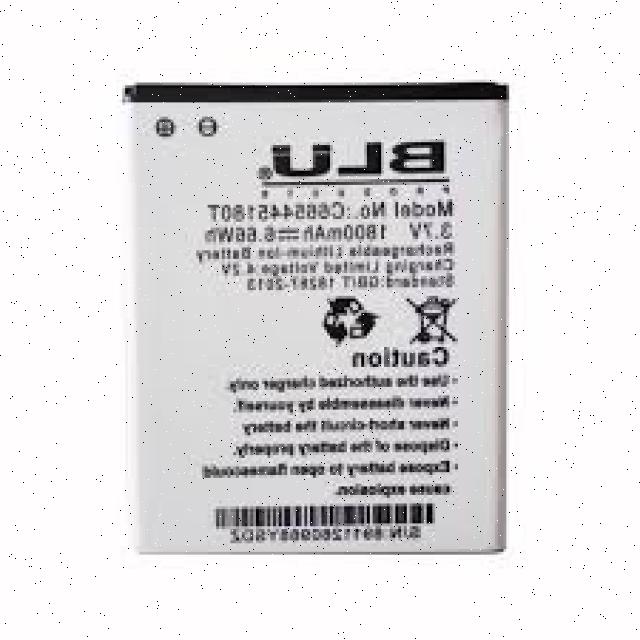 BLU®
PRODUCTS
Model No.:C665445180T
3.7V 1800mAh 6.66Wh
Rechargeable Lithium-ion Battery
Charging Limited Voltage 4.2V
Standard:GB/T 18287-2013
Caution
· Use the authorized charger only.
· Never disassemble by yourself.
· Never short-circuit the battery
· Dispose of the battery properly.
· Expose battery to open flames(could
cause explosion.